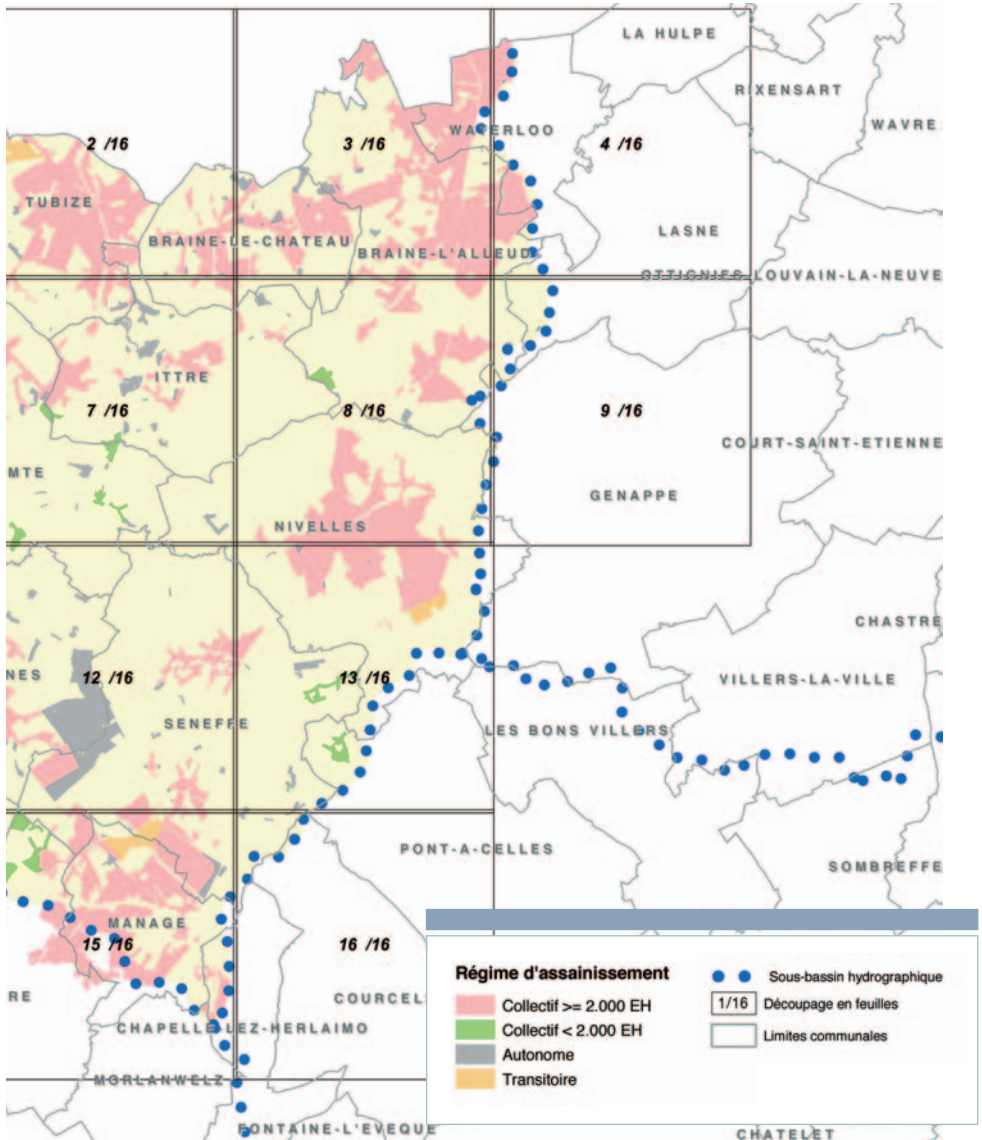 LA HULPE
RIXENSART
WAVRE
WATERLOO
2 /16
3 /16
4 /16
TUBIZE
BRAINE-LE-CHATEAU
BRAINE-L'ALLEUD
LASNE
OTTIGNIES-LOUVAIN-LA-NEUVE
ITTRE
7 /16
8 /16
9 /16
COURT-SAINT-ETIENNE
MTE
GENAPPE
NIVELLES
CHASTRE
NES
12 /16
13 /16
VILLERS-LA-VILLE
SENEFFE
LES BONS VILLERS
PONT-A-CELLES
SOMBREFFE
MANAGE
15 /16
16 /16
RE
COURCEL
CHAPELLE-LEZ-HERLAIMO
MORLANWELZ
FONTAINE-L'EVEQUE
CHATELET
Régime d'assainissement
Collectif >= 2.000 EH
Collectif < 2.000 EH
Autonome
Transitoire
Sous-bassin hydrographique
1/16 Découpage en feuilles
Limites communales